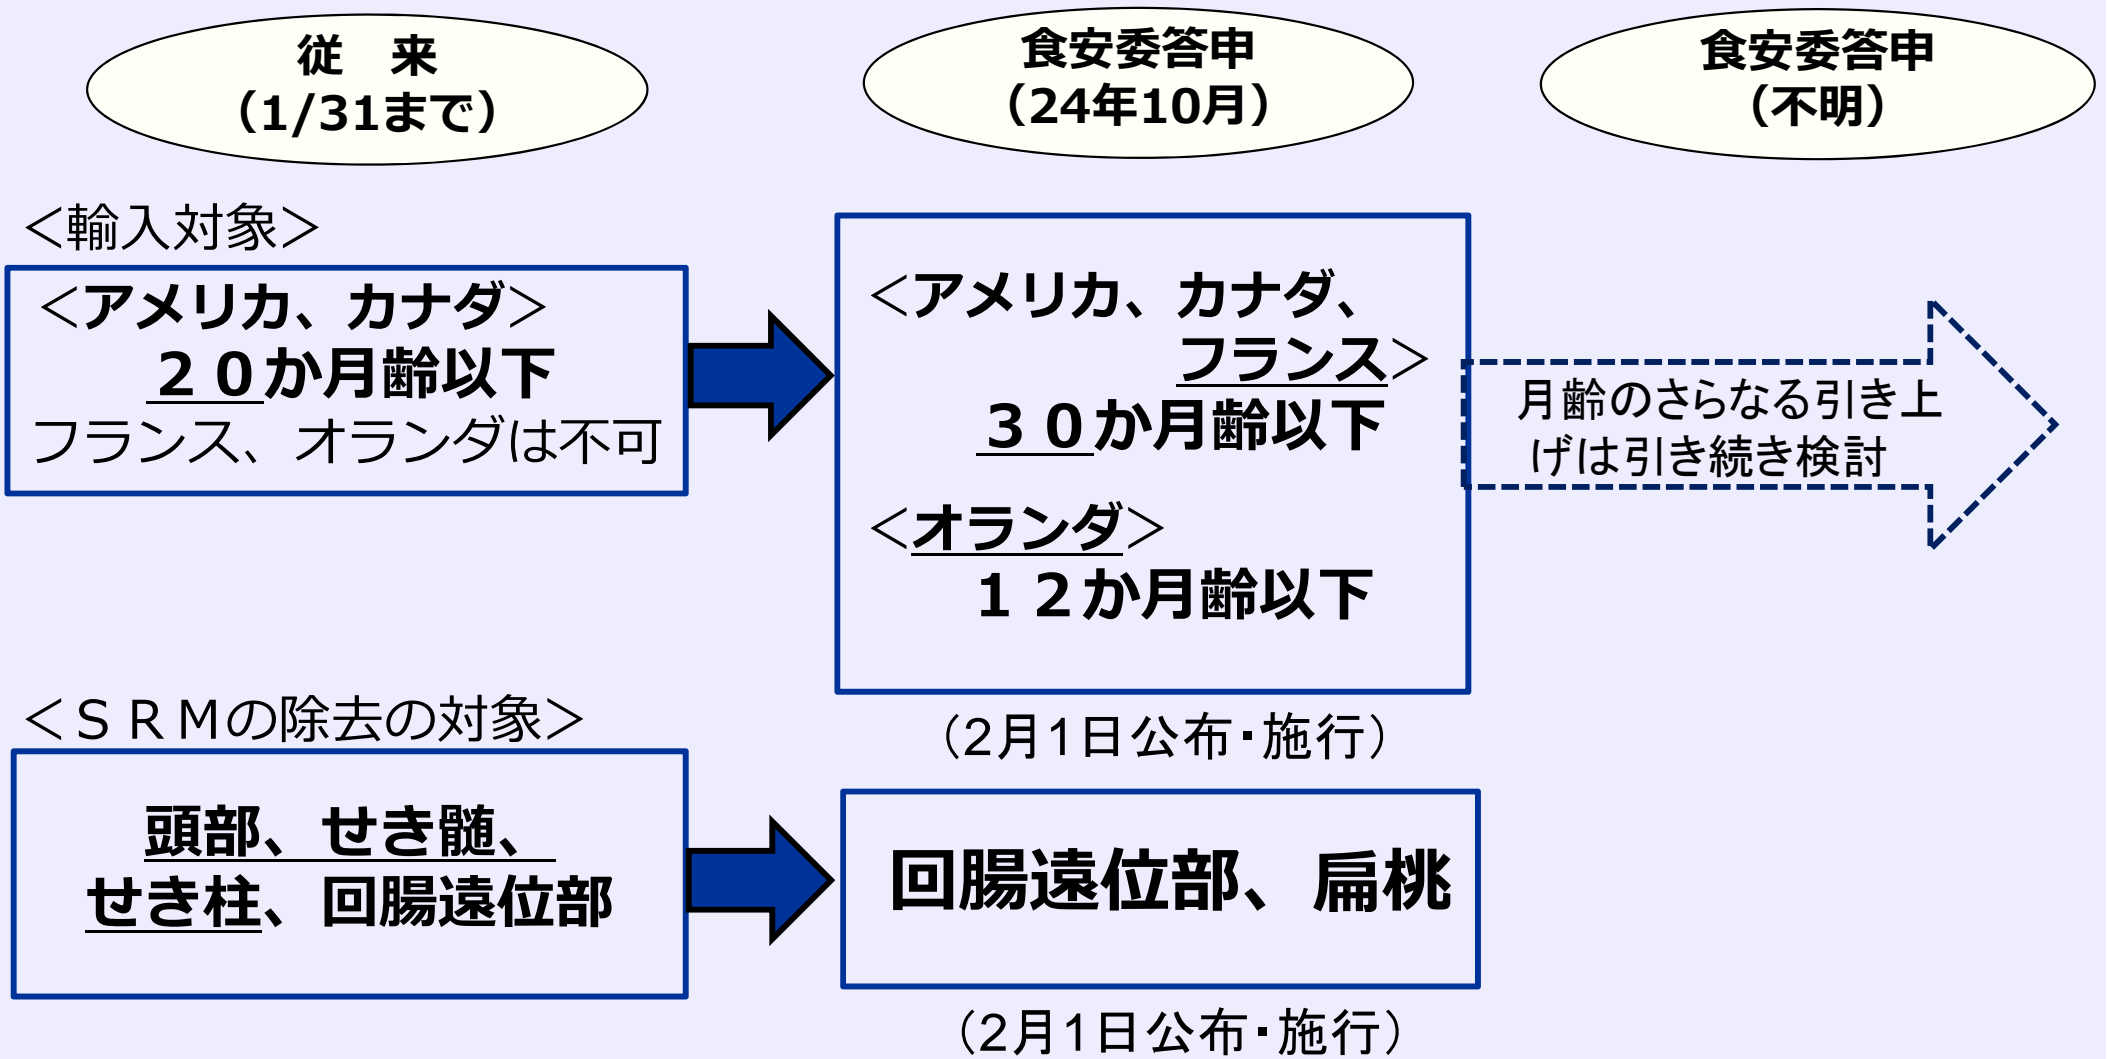 従　来
（1/31まで）
食安委答申
（24年10月）
食安委答申
（不明）
＜輸入対象＞
＜アメリカ、カナダ＞
２０か月齢以下
フランス、オランダは不可
＜アメリカ、カナダ、
フランス＞
３０か月齢以下
＜オランダ＞
１２か月齢以下
（2月1日公布・施行）
月齢のさらなる引き上
げは引き続き検討
＜ＳＲＭの除去の対象＞
頭部、せき髄、
せき柱、回腸遠位部
回腸遠位部、扁桃
（2月1日公布・施行）